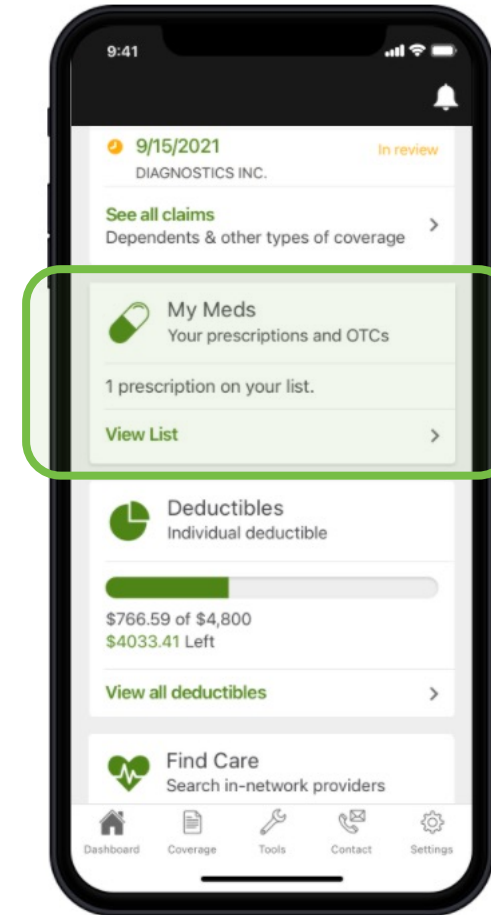 9:41
9/15/2021
In review
DIAGNOSTICS INC.
See all claims
Dependents & other types of coverage
My Meds
Your prescriptions and OTCs
1 prescription on your list.
View List
Deductibles
Individual deductible
$766.59 of $4,800
$4033.41 Left
View all deductibles
Find Care
Search in-network providers
Dashboard
Coverage
Tools
Contact
Settings